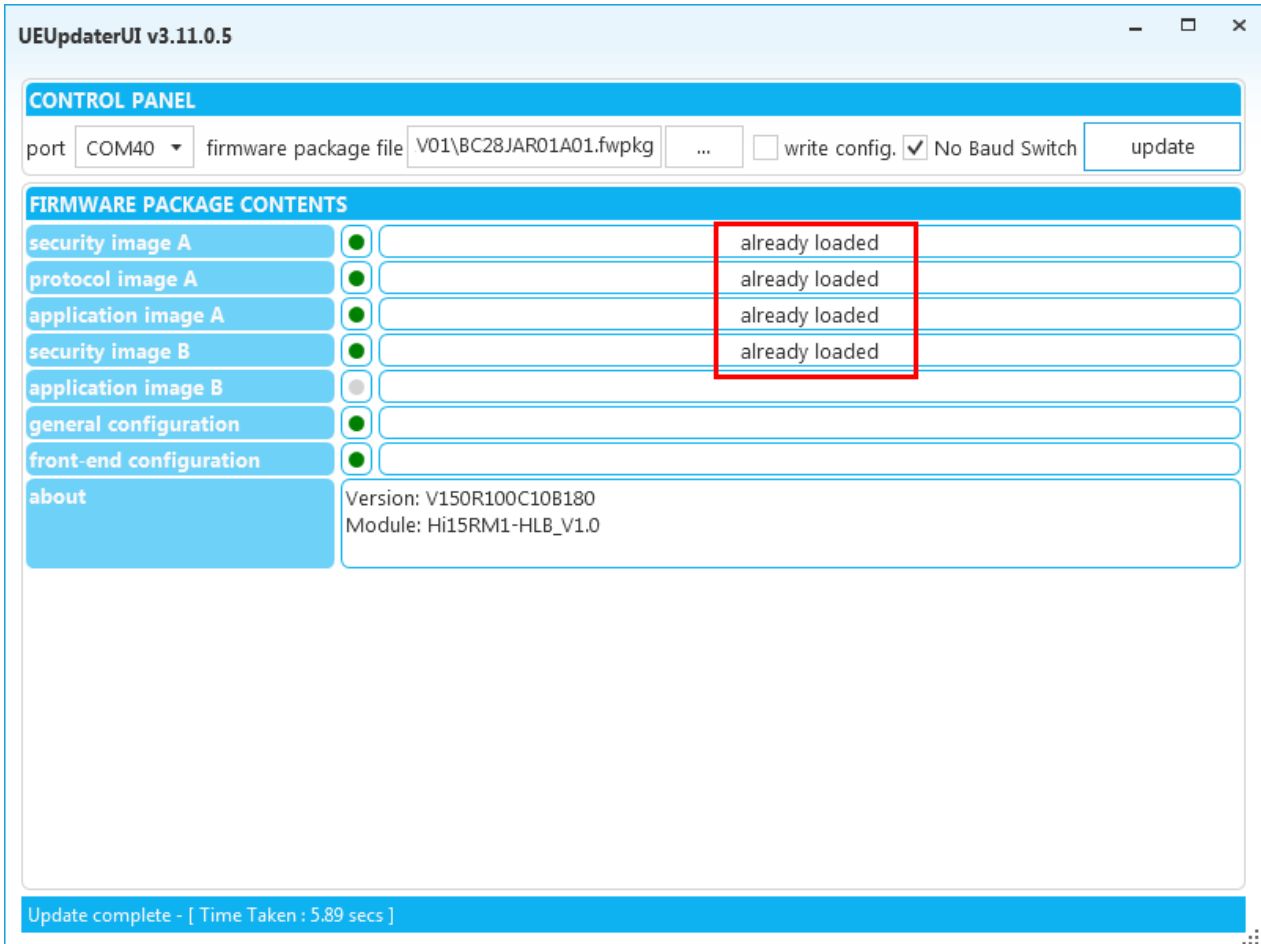 UEUpdaterUI v3.11.0.5
CONTROL PANEL
port COM40 firmware package file V01\BC28JAR01A01.fwpkg ... write config. No Baud Switch update
FIRMWARE PACKAGE CONTENTS
security image A already loaded
protocol image A already loaded
application image A already loaded
security image B already loaded
application image B
general configuration
front-end configuration
about Version: V150R100C10B180
Module: Hi15RM1-HLB_V1.0
Update complete - [ Time Taken : 5.89 secs ]